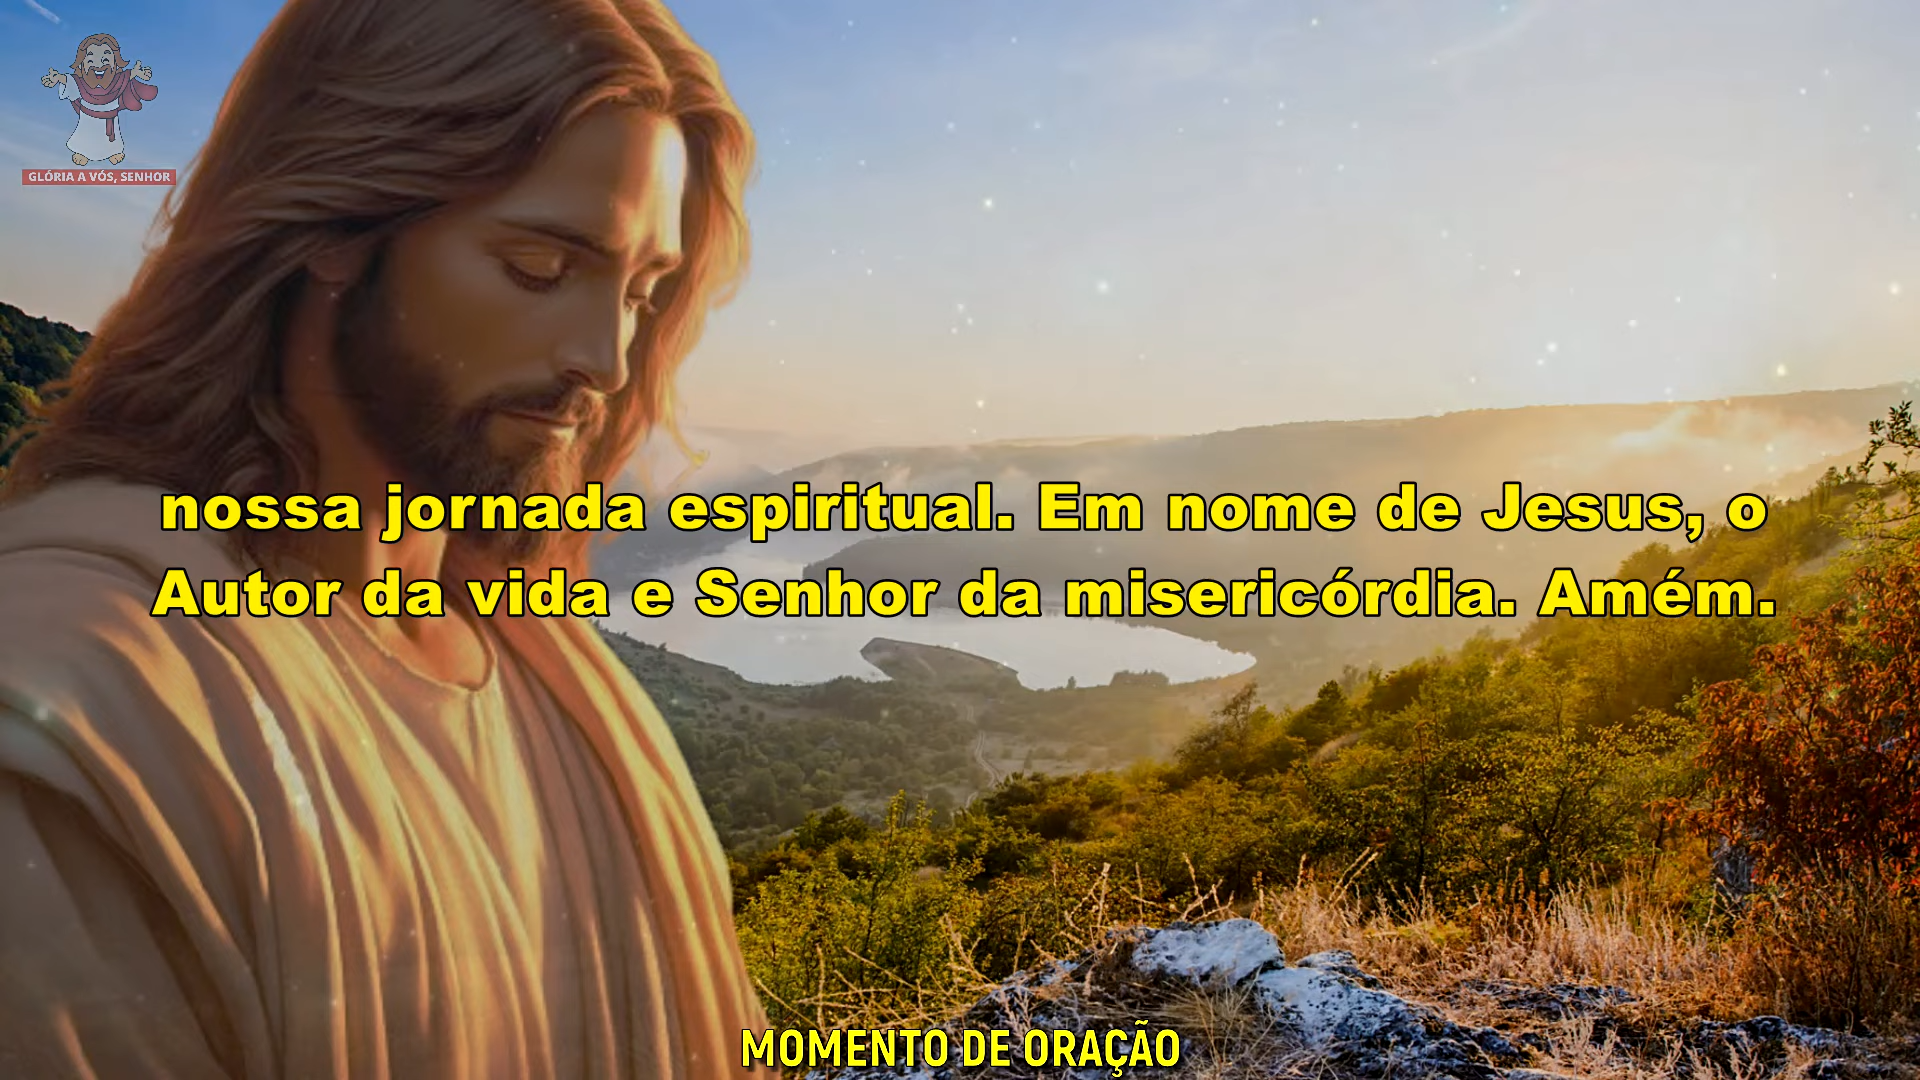 GLÓRIA A VÓS, SENHOR
nossa jornada espiritual. Em nome de Jesus, o
Autor da vida e Senhor da misericórdia. Amém.
MOMENTO DE ORAÇÃO